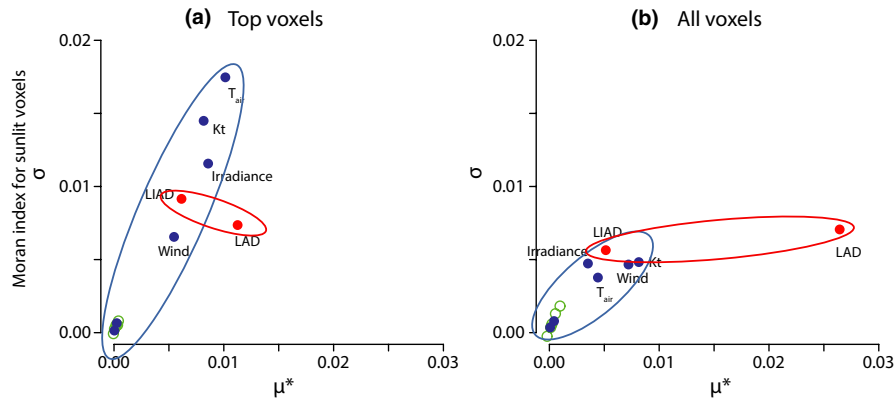 (a) Top voxels
(b) All voxels
Moran index for sunlit voxels
σ
0.02
0.01
0.00
T air
Kt
Irradiance
LIAD
LAD
Wind
0.00 0.01 0.02 0.03
μ*
σ
0.02
0.01
0.00
LIAD
Irradiance
Kt
Wind
T air
LAD
0.00 0.01 0.02 0.03
μ*